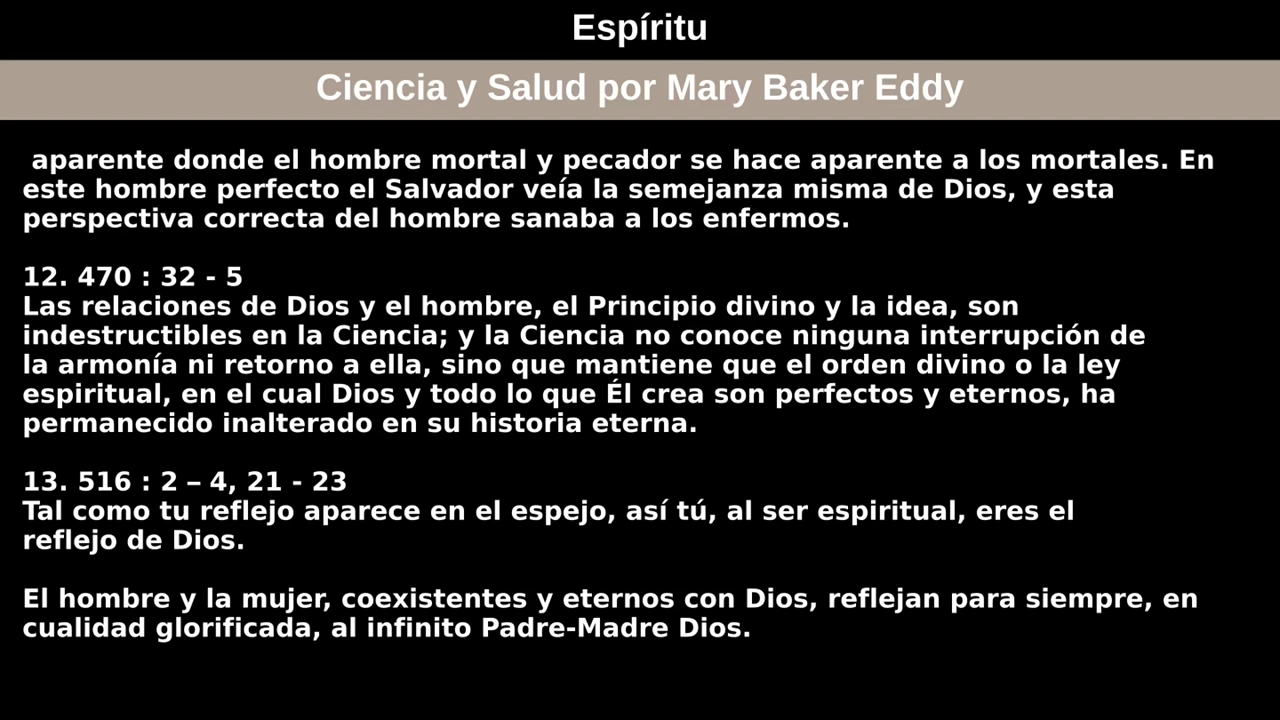 Espíritu
Ciencia y Salud por Mary Baker Eddy
aparente donde el hombre mortal y pecador se hace aparente a los mortales. En
este hombre perfecto el Salvador veía la semejanza misma de Dios, y esta
perspectiva correcta del hombre sanaba a los enfermos.
12. 470 : 32 - 5
Las relaciones de Dios y el hombre, el Principio divino y la idea, son
indestructibles en la Ciencia; y la Ciencia no conoce ninguna interrupción de
la armonía ni retorno a ella, sino que mantiene que el orden divino o la ley
espiritual, en el cual Dios y todo lo que Él crea son perfectos y eternos, ha
permanecido inalterado en su historia eterna.
13. 516 : 2 – 4, 21 - 23
Tal como tu reflejo aparece en el espejo, así tú, al ser espiritual, eres el
reflejo de Dios.
El hombre y la mujer, coexistentes y eternos con Dios, reflejan para siempre, en
cualidad glorificada, al infinito Padre-Madre Dios.